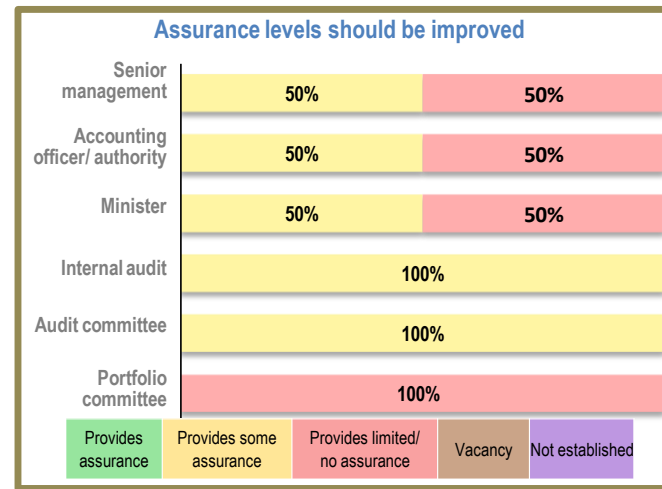 Assurance levels should be improved
Senior
management
50%
50%
Accounting
officer/ authority
50%
50%
Minister
50%
50%
Internal audit
100%
Audit committee
100%
Portfolio
committee
100%
Provides
assurance
Provides some
assurance
Provides limited/
no assurance
Vacancy
Not established